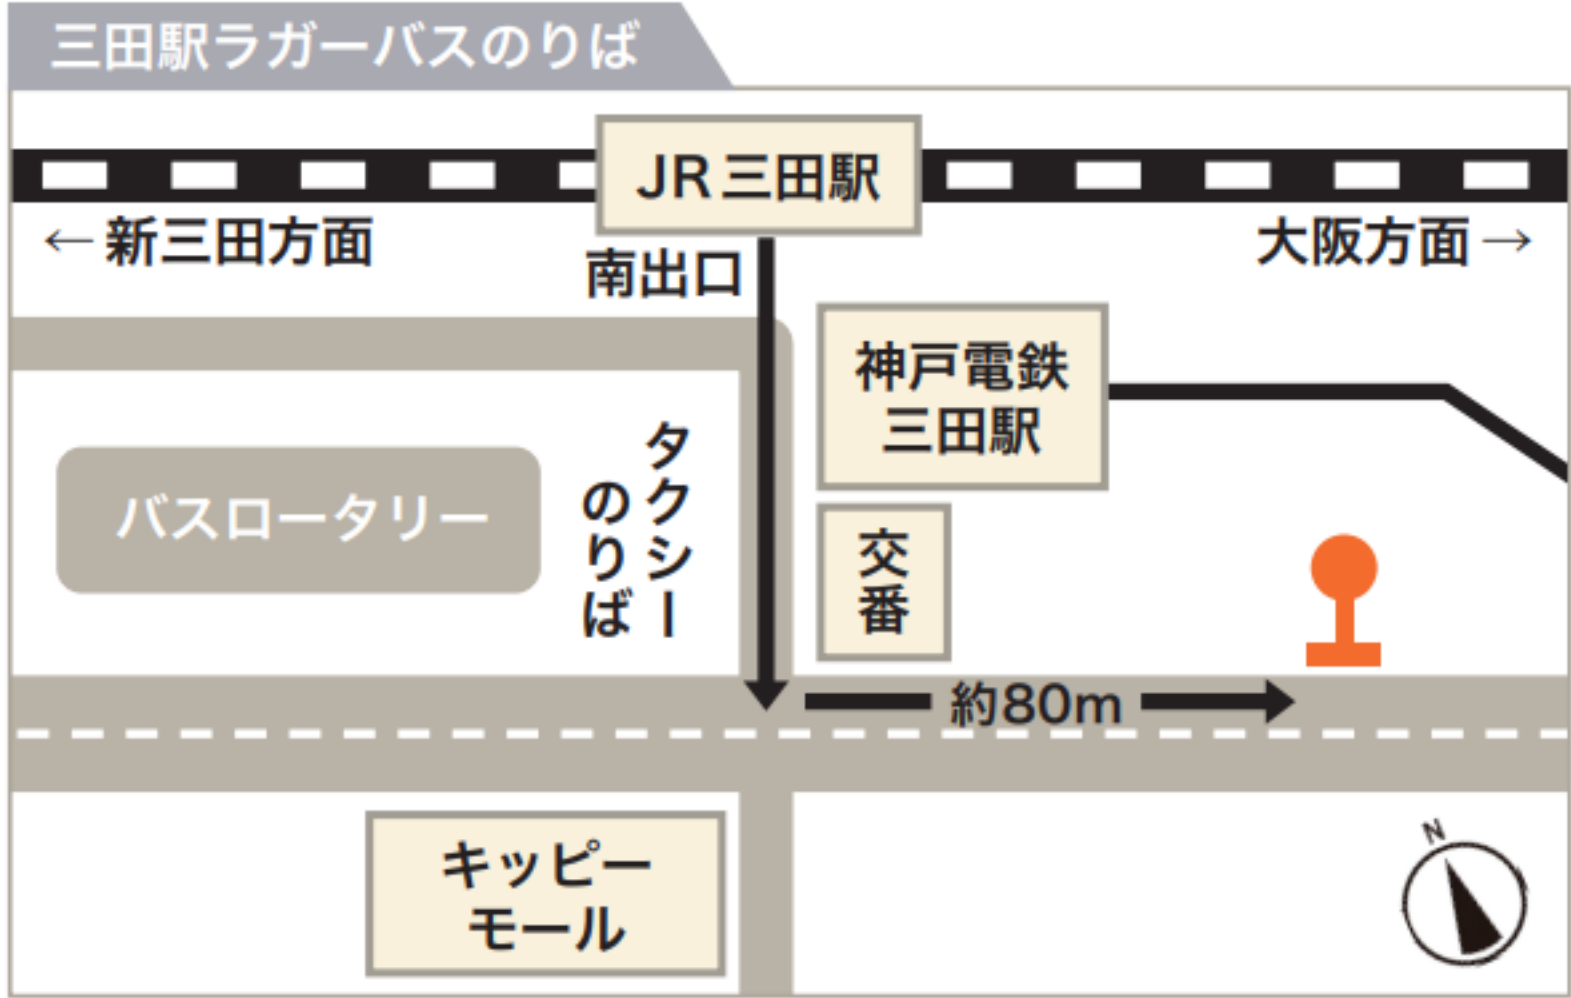 三田駅ラガーバスのりば
JR三田駅
←新三田方面
大阪方面→
南出口
神戸電鉄
三田駅
タクシー
のりば
バスロータリー
交番
約80m
キッピー
モール
N